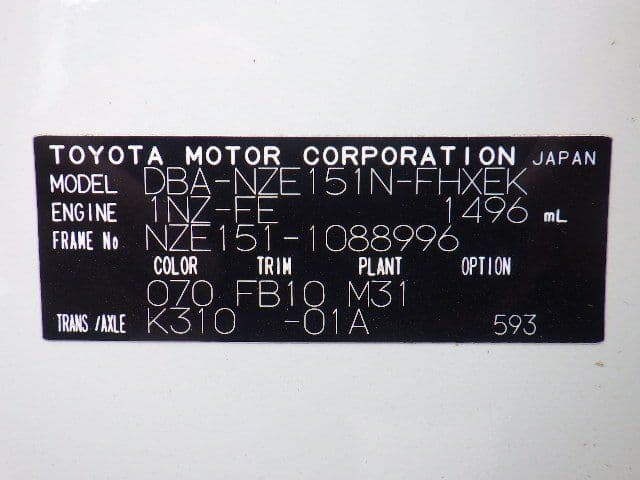 TOYOTA MOTOR CORPORATION JAPAN
MODEL DBA-NZE151N-FHXEK
ENGINE 1NZ-FE 1496 mL
FRAME No NZE151-1088996
COLOR TRIM PLANT OPTION
070 FB10 M31
TRANS /AXLE K310 -01A 593